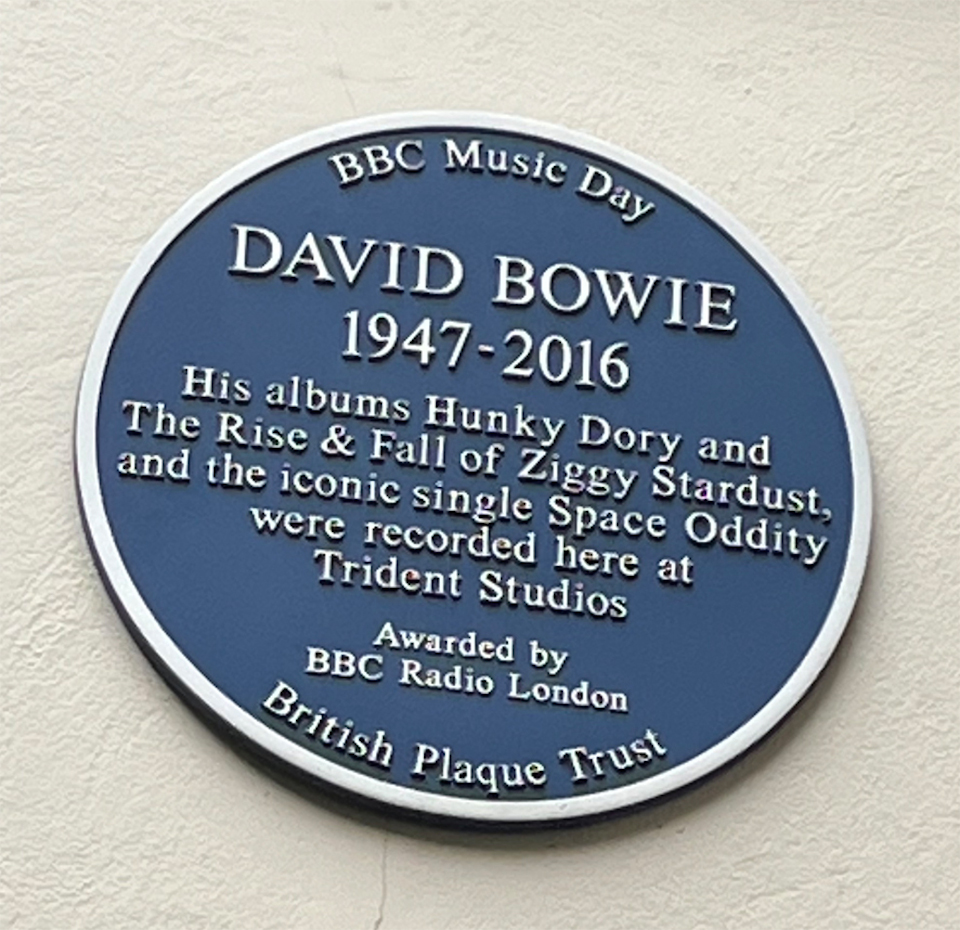 BBC Music Day
DAVID BOWIE
1947-2016
His albums Hunky Dory and
The Rise & Fall of Ziggy Stardust,
and the iconic single Space Oddity
were recorded here at
Trident Studios
Awarded by
BBC Radio London
British Plaque Trust